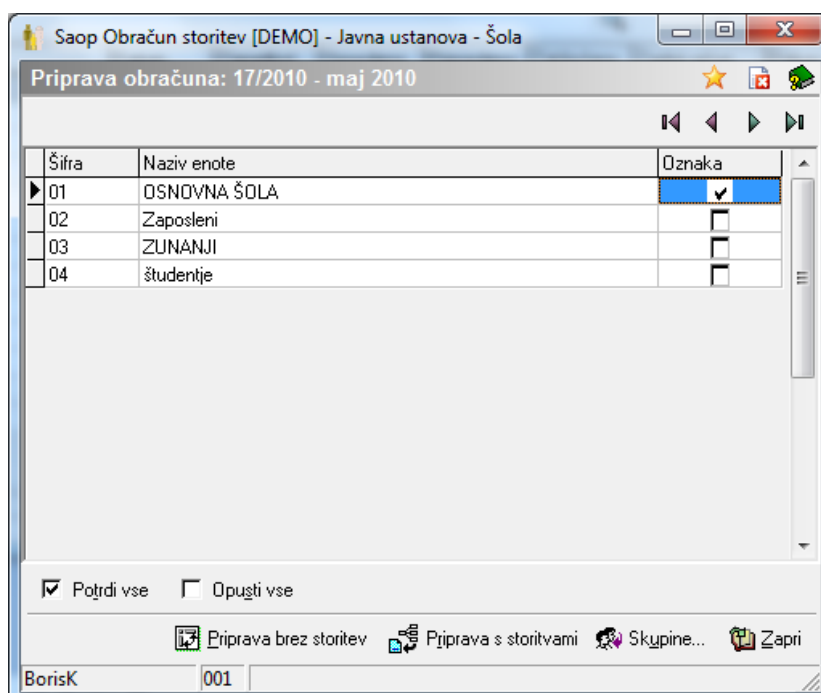 Saop Obračun storitev [DEMO] - Javna ustanova - Šola
Priprava obračuna: 17/2010 - maj 2010
Šifra Naziv enote Oznaka
01 OSNOVNA ŠOLA
02 Zaposleni
03 ZUNANJI
04 študentje
Potrdi vse Opusti vse
Priprava brez storitev Priprava s storitvami Skupine... Zapri
BorisK 001